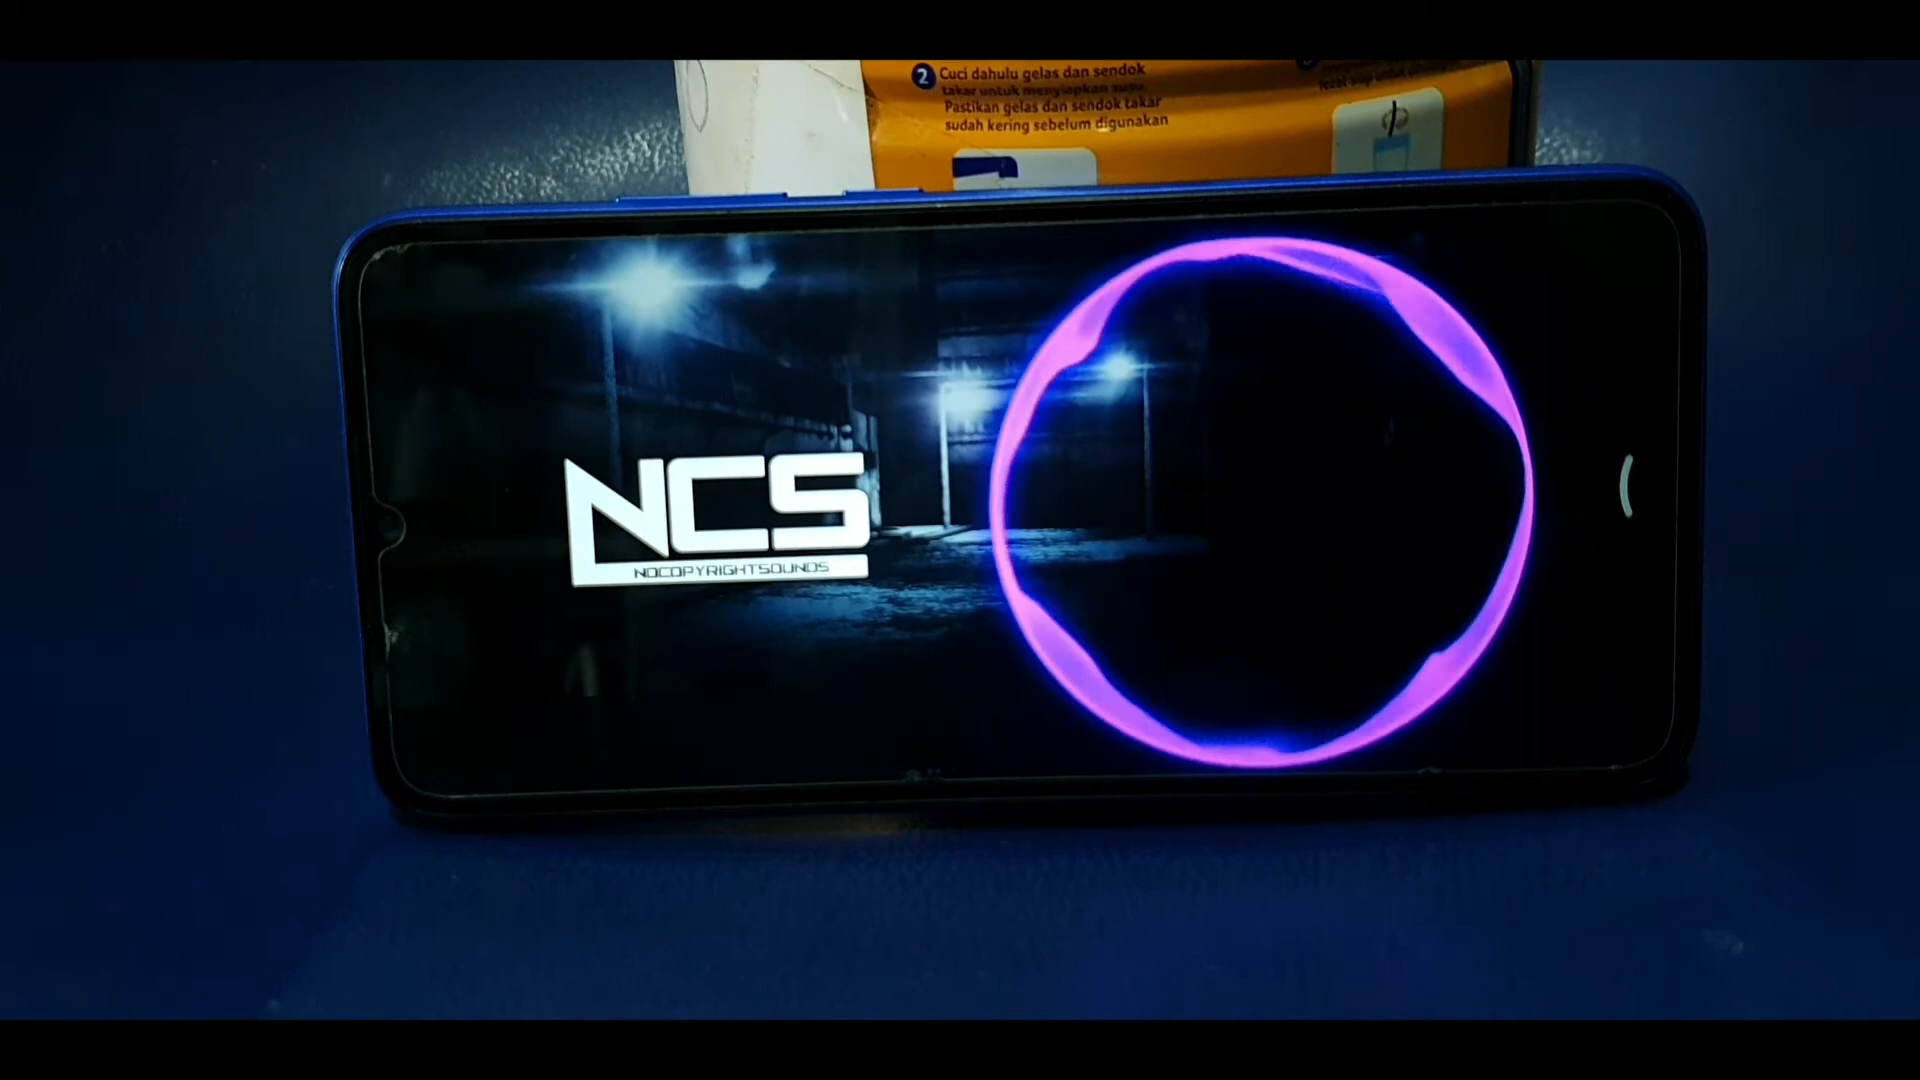 2 Cuci dahulu gelas dan sendok
takar untuk menyiapkan susu.
Pastikan gelas dan sendok takar
sudah kering sebelum digunakan
NCS
NOCOPYRIGHTSOUNDS